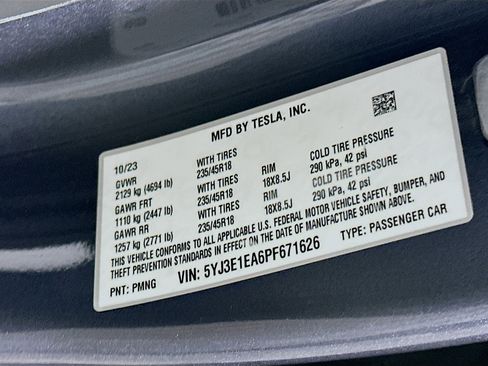 MFD BY TESLA, INC.
10/23
GVWR WITH TIRES RIM COLD TIRE PRESSURE
2129 kg (4694 lb) 235/45R18 18X8.5J 290 kPa, 42 psi
GAWR FRT WITH TIRES RIM COLD TIRE PRESSURE
1110 kg (2447 lb) 235/45R18 18X8.5J 290 kPa, 42 psi
GAWR RR WITH TIRES
1257 kg (2771 lb) 235/45R18
THIS VEHICLE CONFORMS TO ALL APPLICABLE U.S. FEDERAL MOTOR VEHICLE SAFETY, BUMPER, AND
THEFT PREVENTION STANDARDS IN EFFECT ON THE DATE OF MANUFACTURE SHOWN ABOVE.
VIN: 5YJ3E1EA6PF671626 TYPE: PASSENGER CAR
PNT: PMNG